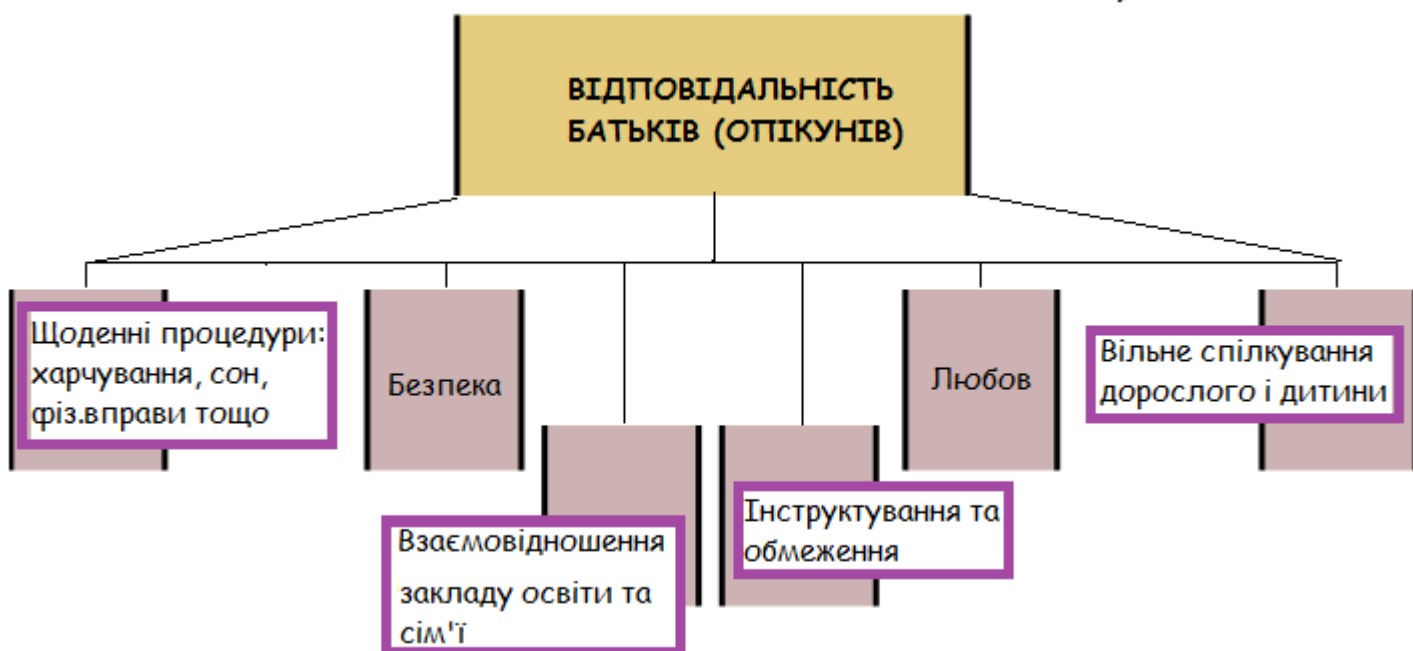 ВІДПОВІДАЛЬНІСТЬ
БАТЬКІВ (ОПІКУНІВ)
Щоденні процедури:
харчування, сон,
фіз.вправи тощо
Безпека
Взаємовідношення
закладу освіти та
сім'ї
Інструктування та
обмеження
Любов
Вільне спілкування
дорослого і дитини